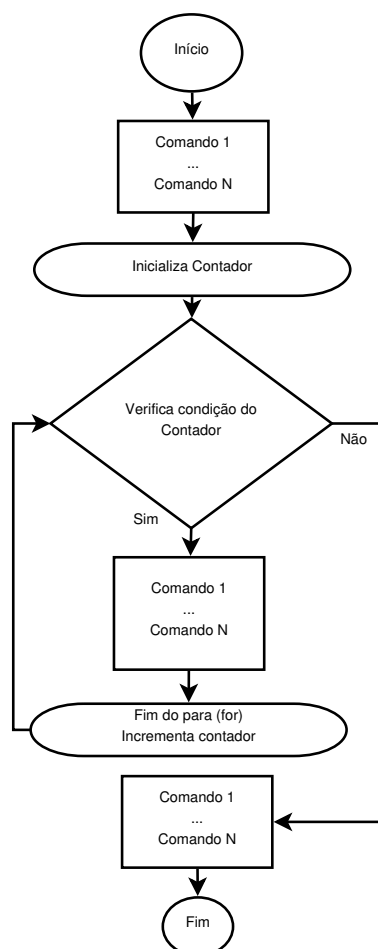 Início
Comando 1
...
Comando N
Inicializa Contador
Verifica condição do
Contador
Não
Sim
Comando 1
...
Comando N
Fim do para (for)
Incrementa contador
Comando 1
...
Comando N
Fim